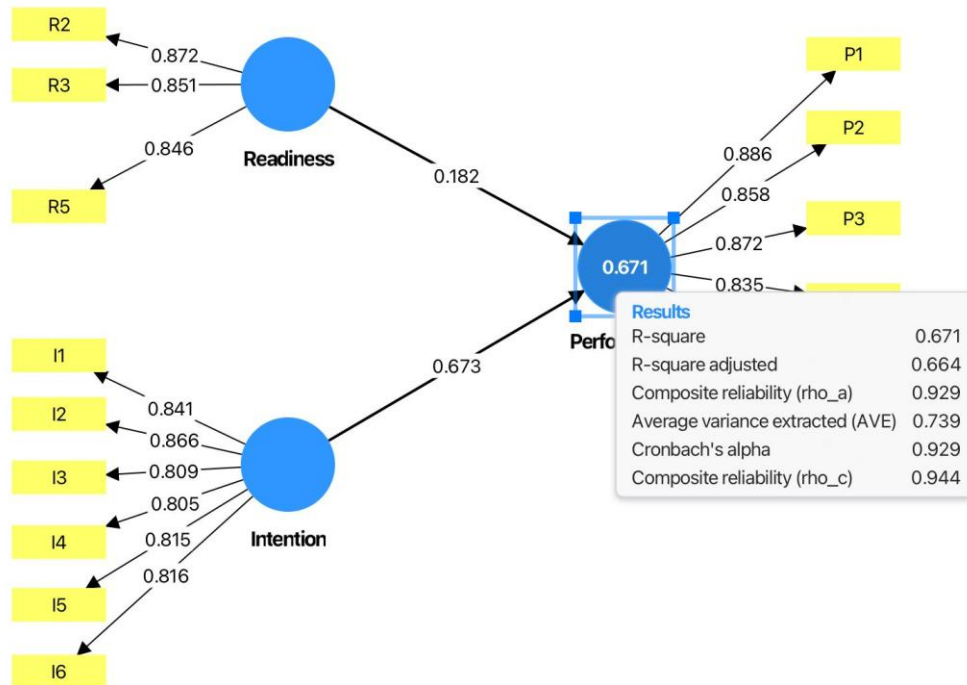 R2
0.872
R3
0.851
0.846
R5
Readiness
0.182
P1
P2
0.886
0.858
P3
0.872
0.835
0.671
Perfo
Results
R-square 0.671
R-square adjusted 0.664
Composite reliability (rho_a) 0.929
Average variance extracted (AVE) 0.739
Cronbach's alpha 0.929
Composite reliability (rho_c) 0.944
0.673
I1
0.841
I2
0.866
I3
0.809
0.805
I4
0.815
0.816
I5
I6
Intention